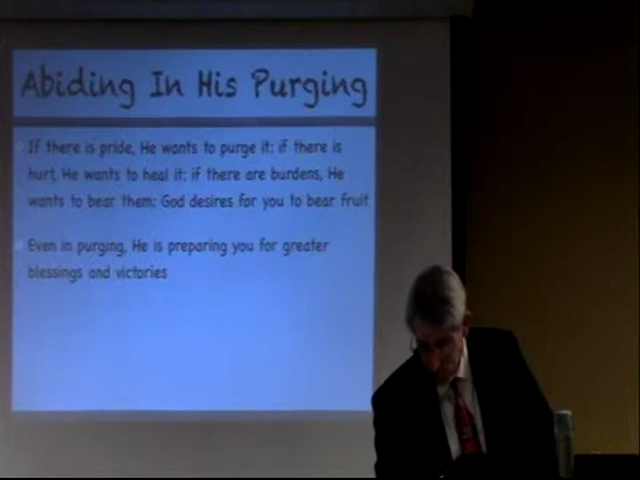 Abiding In His Purging
If there is pride, He wants to purge it; if there is
hurt, He wants to heal it; if there are burdens, He
wants to bear them; God desires for you to bear fruit
Even in purging, He is preparing you for greater
blessings and victories